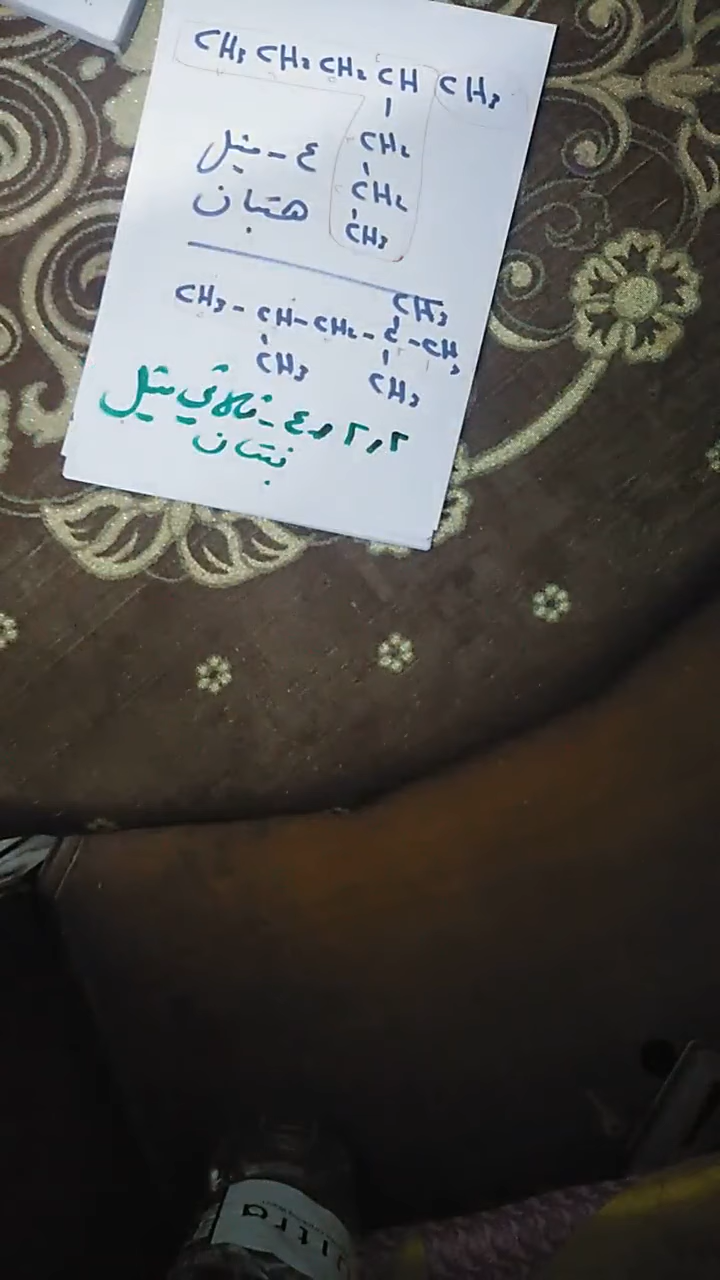 CH₃ CH₂ CH₂ CH CH₃
CH₂
CH₂
CH₃
٤ - ميثيل
هبتان
CH₃
CH₃ - CH - CH₂ - C - CH₃
CH₃ CH₃
٢,٢,٤ - ثلاثي ميثيل
بنتان
ltra